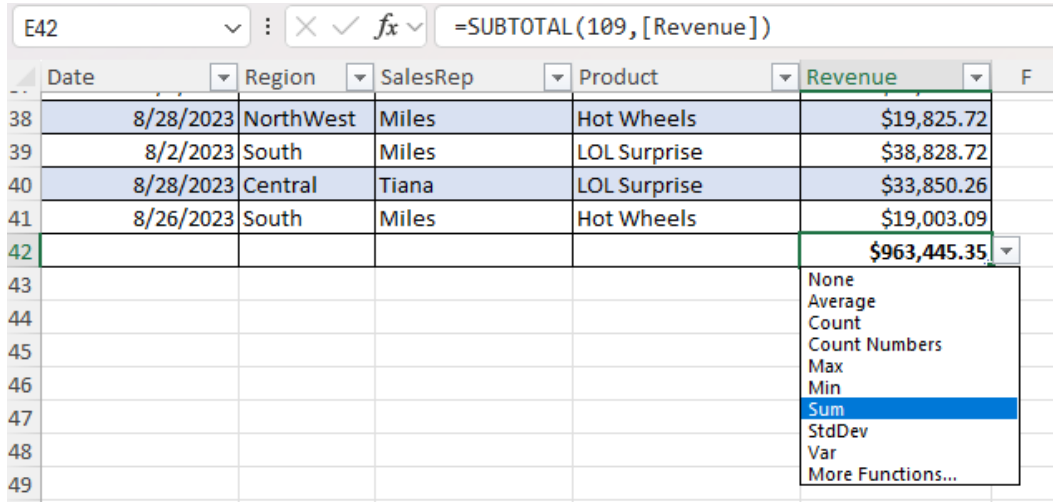 E42 fx =SUBTOTAL(109,[Revenue])
Date Region SalesRep Product Revenue F
38 8/28/2023 NorthWest Miles Hot Wheels $19,825.72
39 8/2/2023 South Miles LOL Surprise $38,828.72
40 8/28/2023 Central Tiana LOL Surprise $33,850.26
41 8/26/2023 South Miles Hot Wheels $19,003.09
42 $963,445.35
43 None
Average
44 Count
45 Count Numbers
Max
46 Min
47 Sum
48 StdDev
Var
49 More Functions...